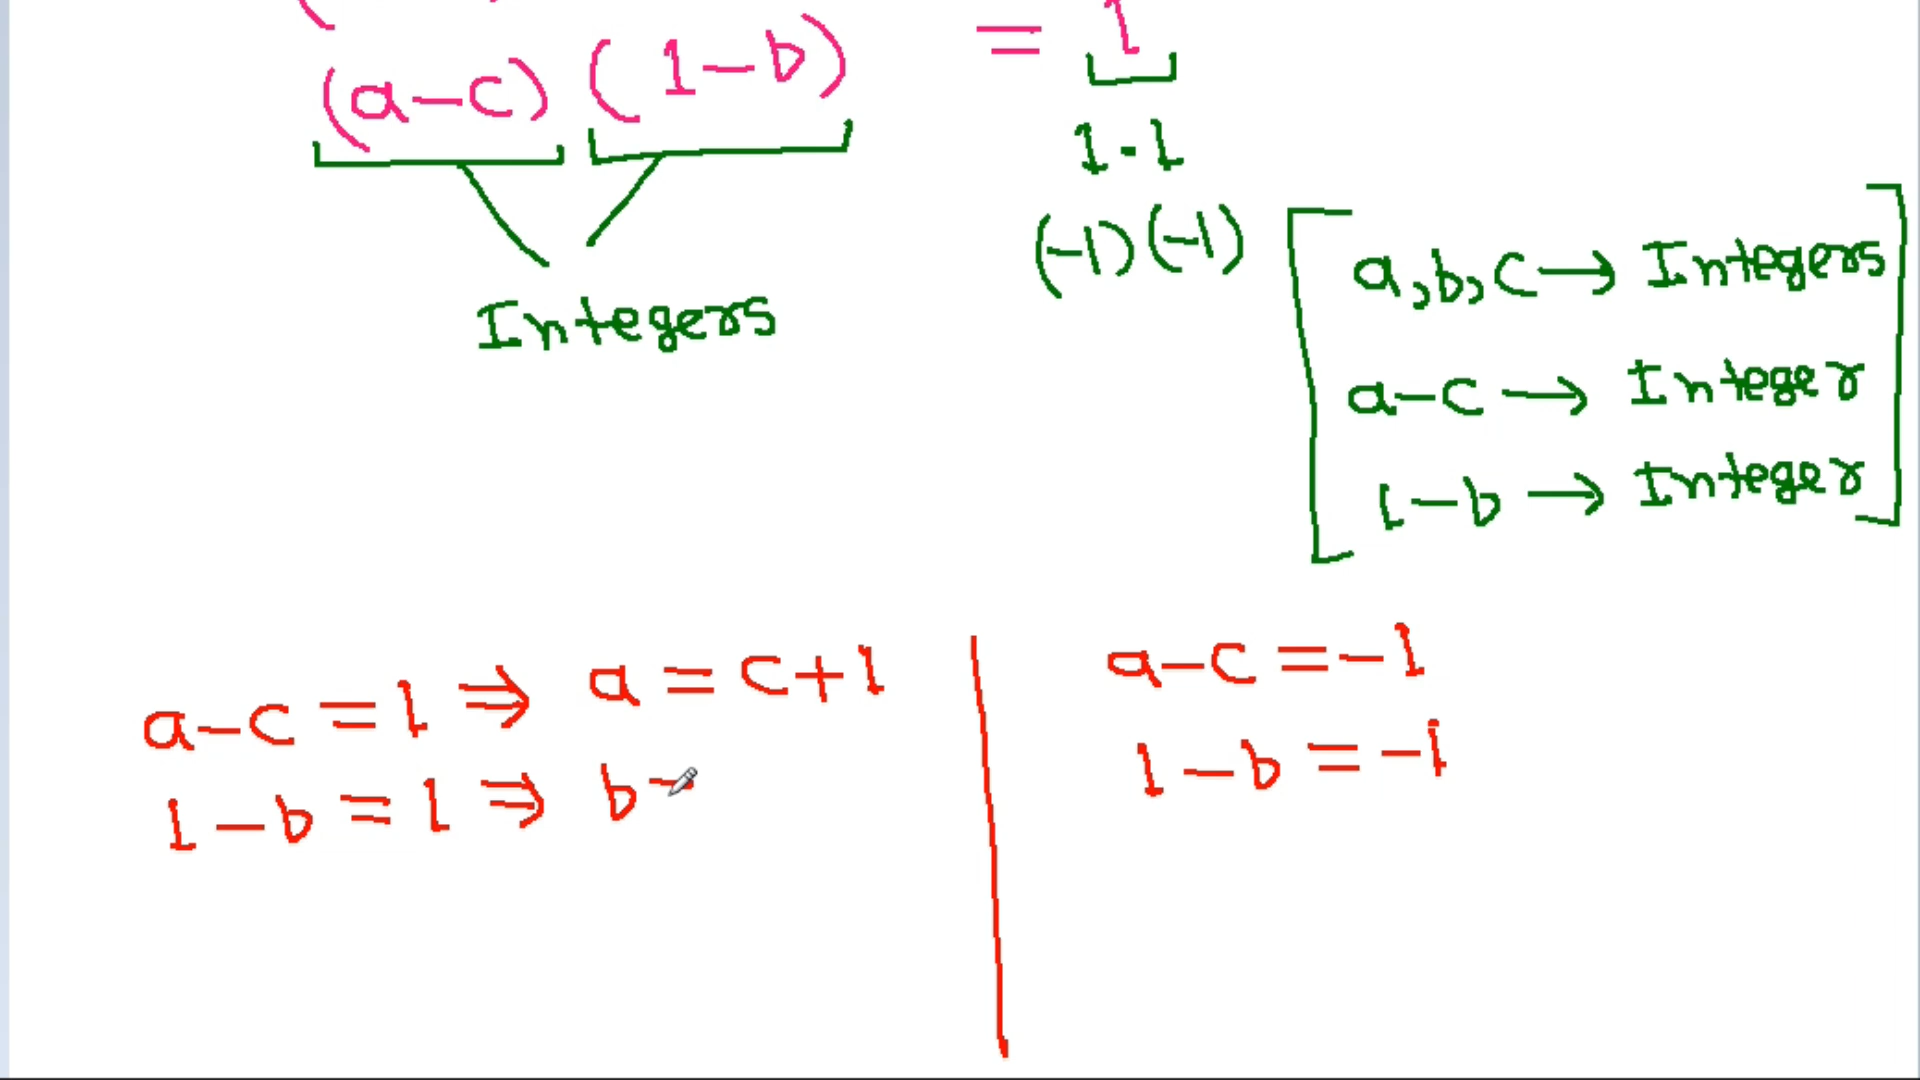 (a-c) (1-b) = 1
1·1
(-1)(-1)
Integers
a,b,c → Integers
a-c → Integer
1-b → Integer
a-c = 1 ⇒ a = c+1
1-b = 1 ⇒ b-
a-c = -1
1-b = -1